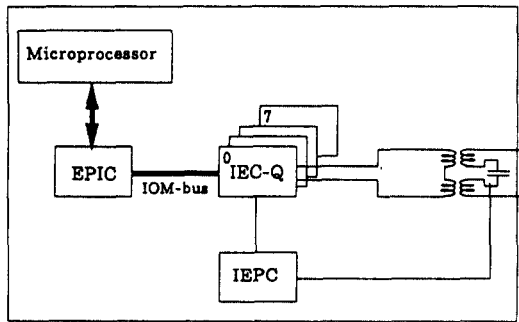 Microprocessor
7
0
EPIC
IOM-bus
IEC-Q
IEPC